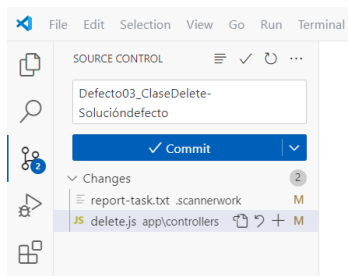 File Edit Selection View Go Run Terminal
SOURCE CONTROL
Defecto03_ClaseDelete-
Solucióndefecto
Commit
Changes 2
report-task.txt .scannerwork M
JS delete.js app\controllers M
2